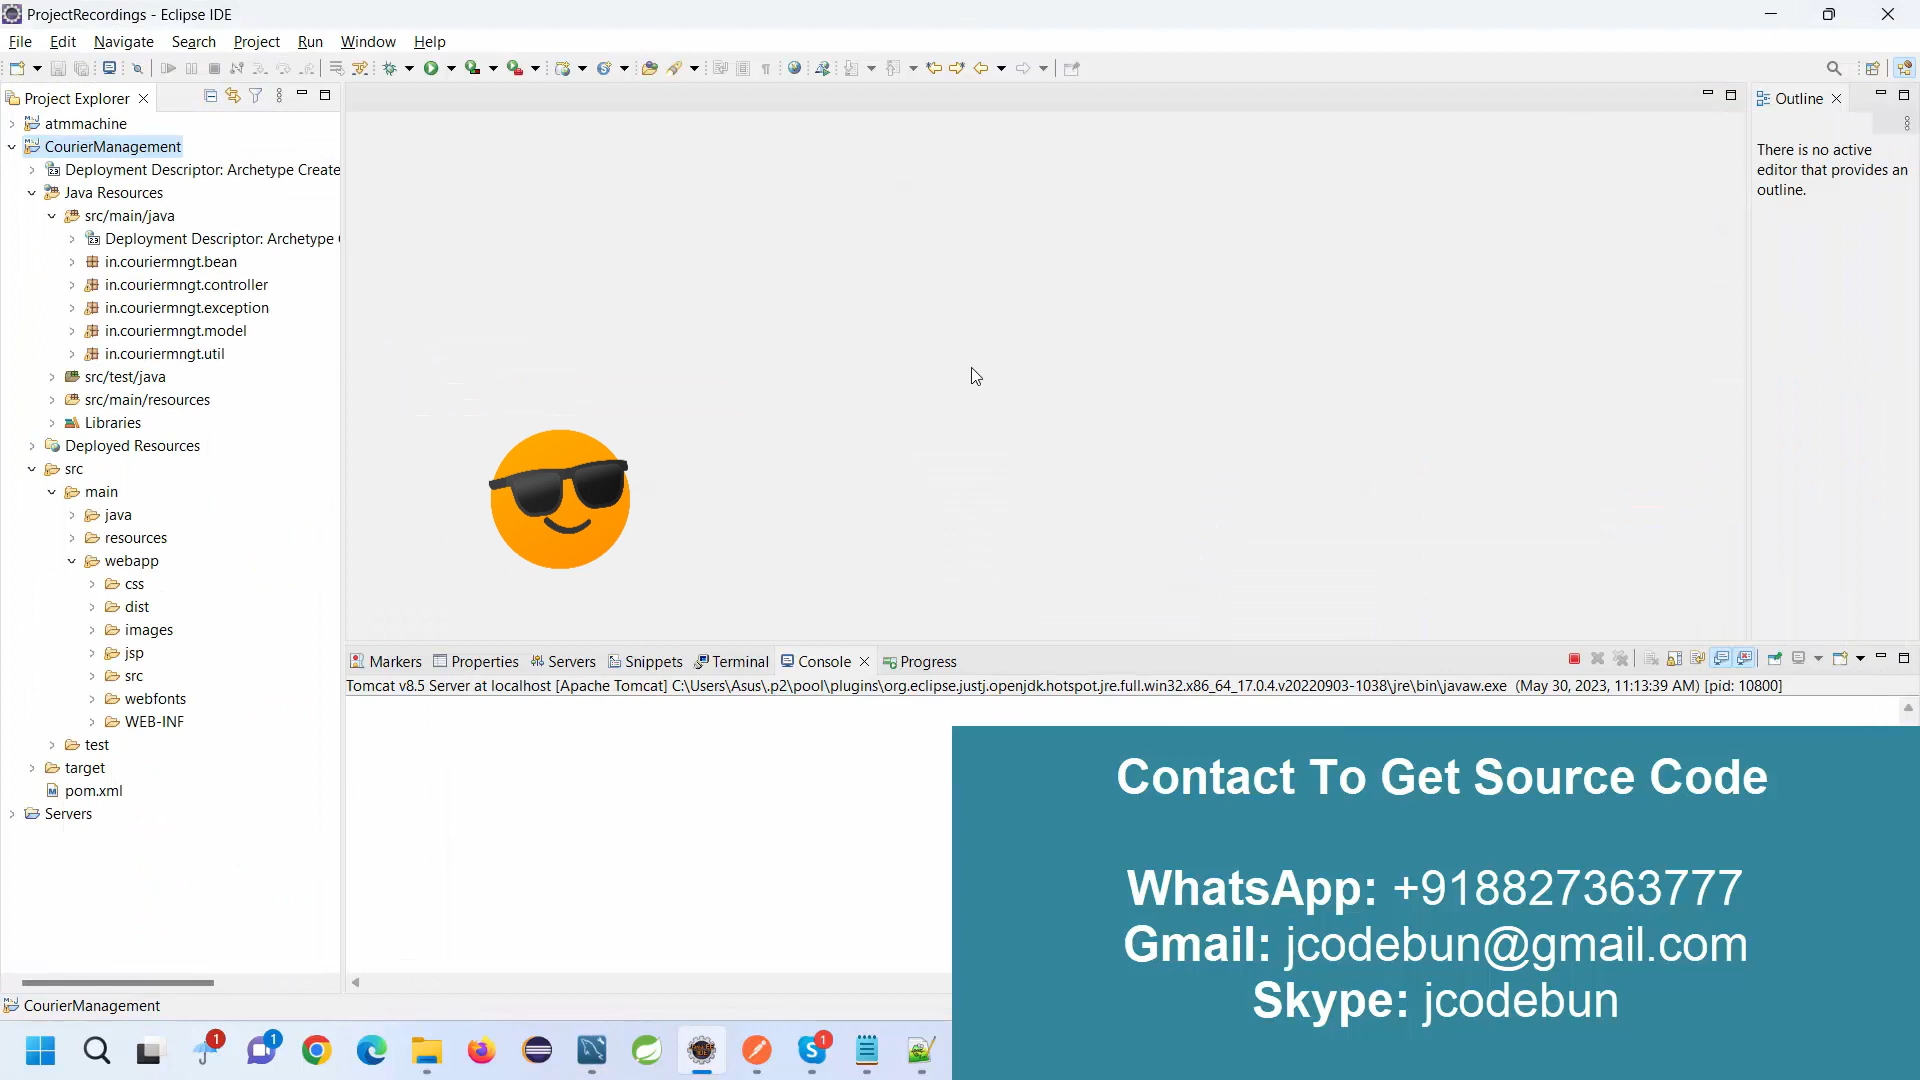 ProjectRecordings - Eclipse IDE
File Edit Navigate Search Project Run Window Help
Project Explorer
atmmachine
CourierManagement
Deployment Descriptor: Archetype Create
Java Resources
src/main/java
Deployment Descriptor: Archetype
in.couriermngt.bean
in.couriermngt.controller
in.couriermngt.exception
in.couriermngt.model
in.couriermngt.util
src/test/java
src/main/resources
Libraries
Deployed Resources
src
main
java
resources
webapp
css
dist
images
jsp
src
webfonts
WEB-INF
test
target
pom.xml
Servers
CourierManagement
Outline
There is no active
editor that provides an
outline.
Markers Properties Servers Snippets Terminal Console Progress
Tomcat v8.5 Server at localhost [Apache Tomcat] C:\Users\Asus\.p2\pool\plugins\org.eclipse.justj.openjdk.hotspot.jre.full.win32.x86_64_17.0.4.v20220903-1038\jre\bin\javaw.exe (May 30, 2023, 11:13:39 AM) [pid: 10800]
Contact To Get Source Code
WhatsApp: +918827363777
Gmail: jcodebun@gmail.com
Skype: jcodebun
1
1
1